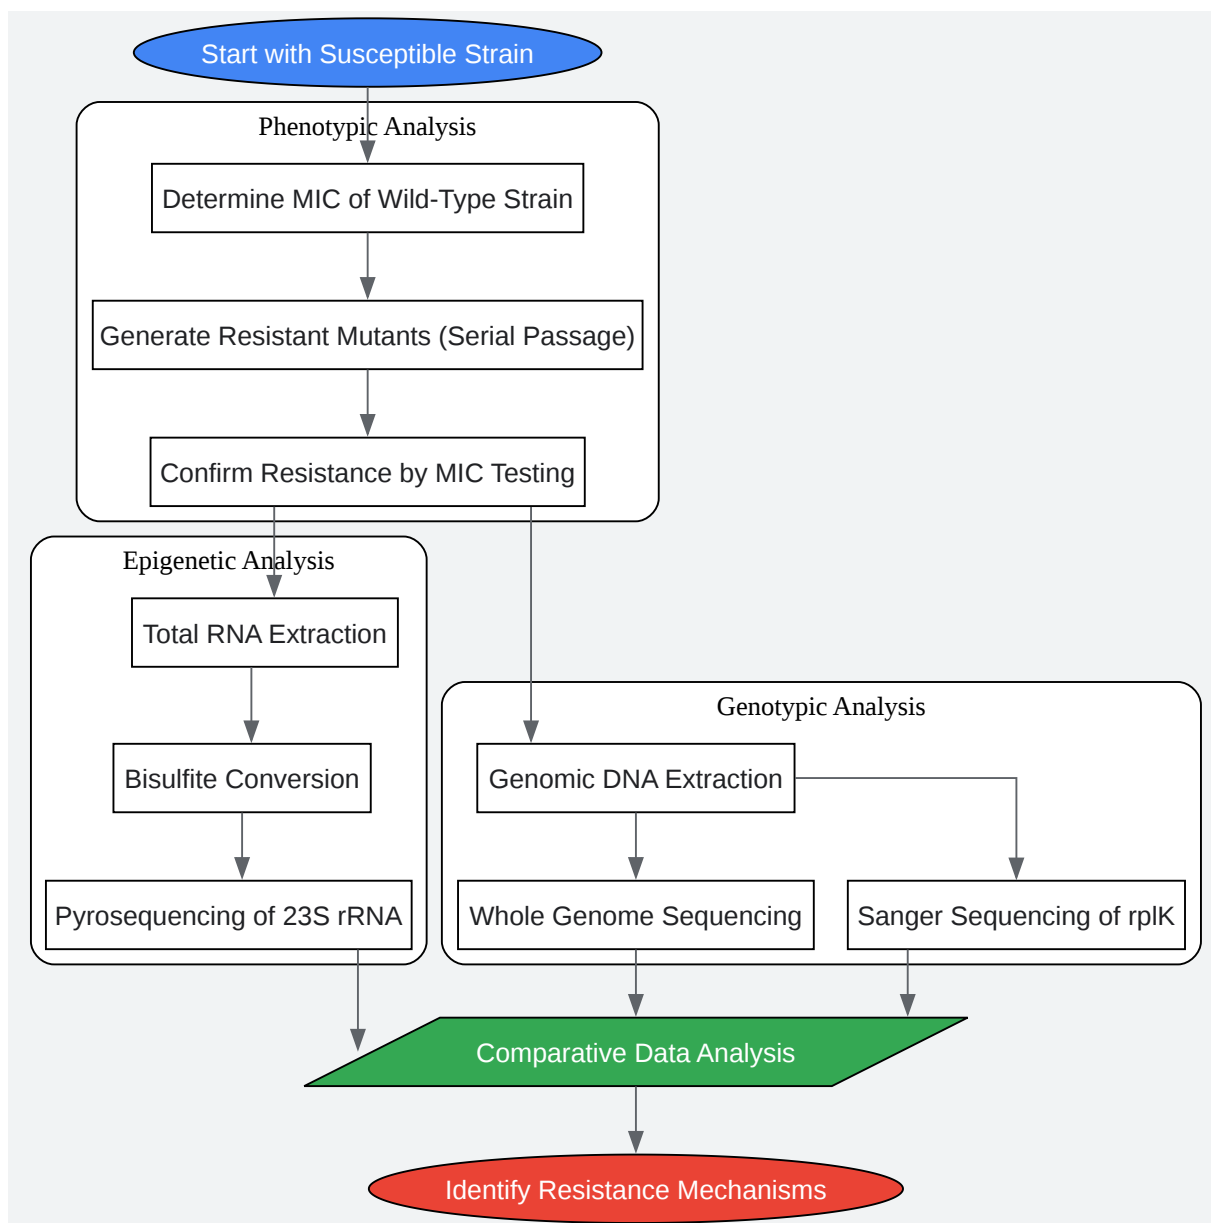 Start with Susceptible Strain
Phenotypic Analysis
Determine MIC of Wild-Type Strain
Generate Resistant Mutants (Serial Passage)
Confirm Resistance by MIC Testing
Epigenetic Analysis
Total RNA Extraction
Bisulfite Conversion
Pyrosequencing of 23S rRNA
Genotypic Analysis
Genomic DNA Extraction
Whole Genome Sequencing
Sanger Sequencing of rplK
Comparative Data Analysis
Identify Resistance Mechanisms